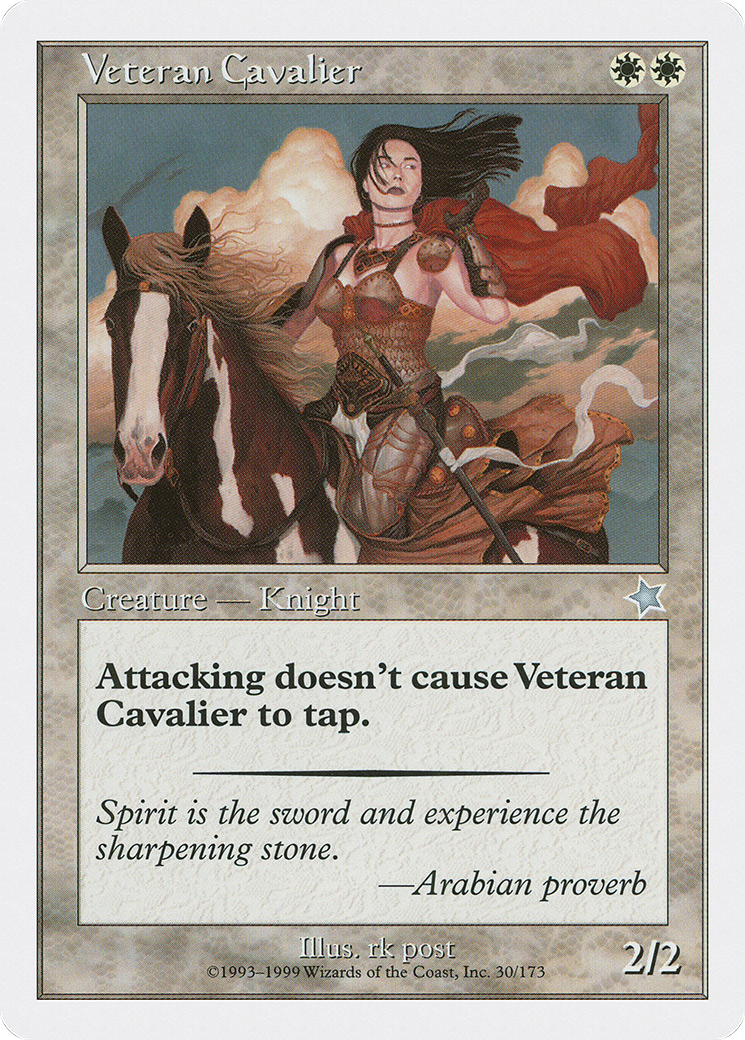 Veteran Cavalier
Creature — Knight
Attacking doesn't cause Veteran
Cavalier to tap.
Spirit is the sword and experience the
sharpening stone.
—Arabian proverb
Illus. rk post
©1993–1999 Wizards of the Coast, Inc. 30/173
2/2